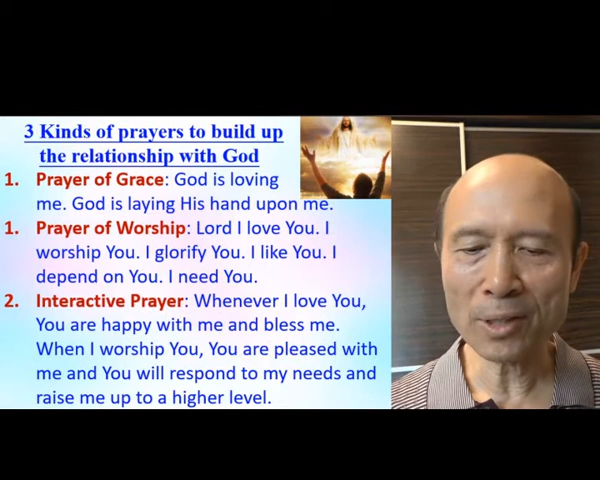 3 Kinds of prayers to build up
the relationship with God
1. Prayer of Grace: God is loving
me. God is laying His hand upon me.
1. Prayer of Worship: Lord I love You. I
worship You. I glorify You. I like You. I
depend on You. I need You.
2. Interactive Prayer: Whenever I love You,
You are happy with me and bless me.
When I worship You, You are pleased with
me and You will respond to my needs and
raise me up to a higher level.